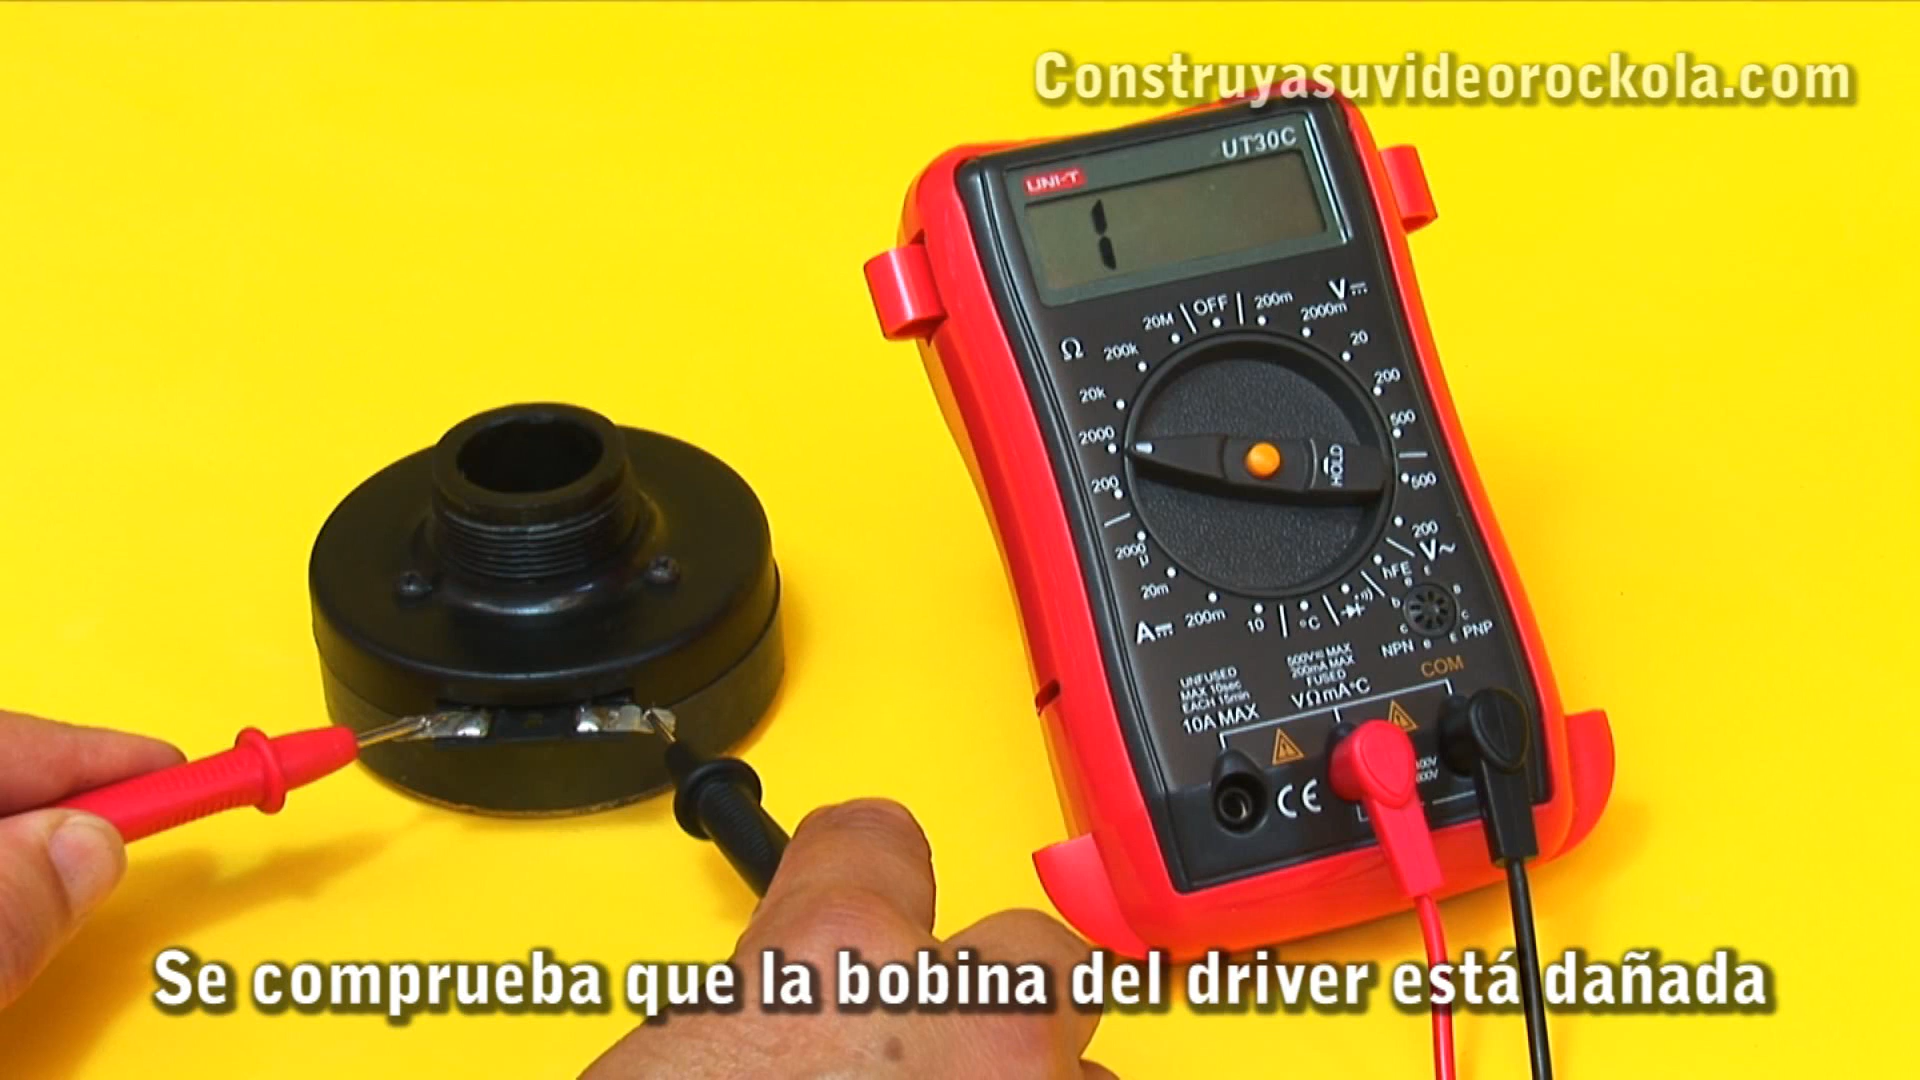 Construyasuvideorockola.com
UT30C
UNI-T
1
OFF
200m
V⎓
2000m
20
200
500
500
200
V~
hFE
20M
Ω
200k
20k
2000
200
2000µ
20m
200m
A⎓
10
°C
HOLD
NPN
PNP
COM
UNFUSED
MAX 10sec
EACH 15min
10A MAX
500V⎓ MAX
200mA MAX
FUSED
VΩmA°C
CE
Se comprueba que la bobina del driver está dañada